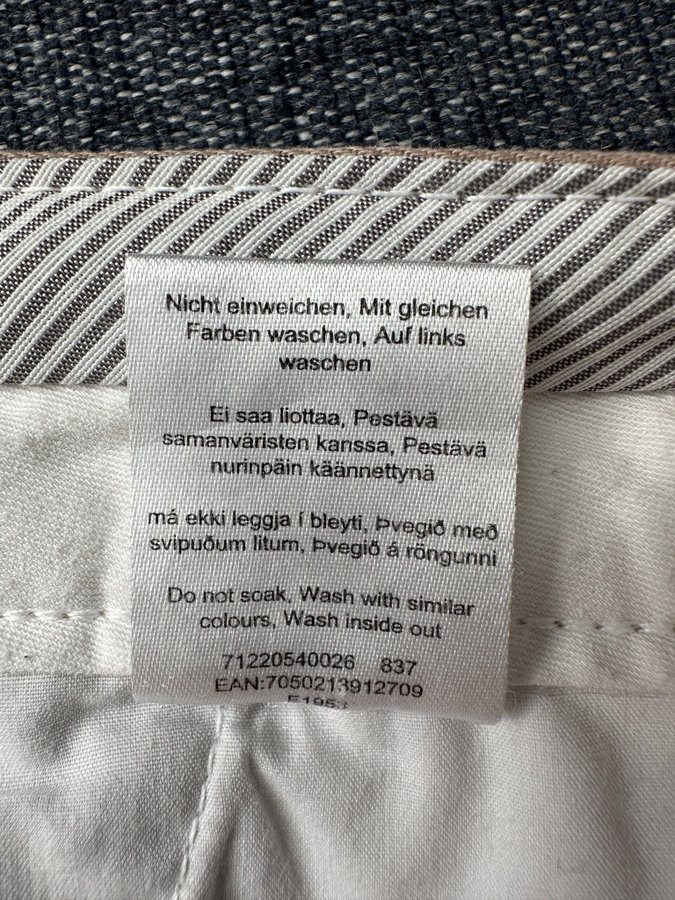 Nicht einweichen, Mit gleichen
Farben waschen, Auf links
waschen
Ei saa liottaa, Pestävä
samanväristen kanssa, Pestävä
nurinpäin käännettynä
má ekki leggja í bleyti, Þvegið með
svipuðum litum, Þvegið á röngunni
Do not soak, Wash with similar
colours, Wash inside out
71220540026 837
EAN:7050213912709